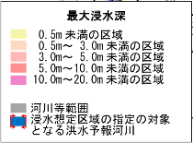 最大浸水深
0.5m 未満の区域
0.5m～ 3.0m 未満の区域
3.0m～ 5.0m 未満の区域
5.0m～10.0m 未満の区域
10.0m～20.0m 未満の区域
河川等範囲
浸水想定区域の指定の対象
となる洪水予報河川